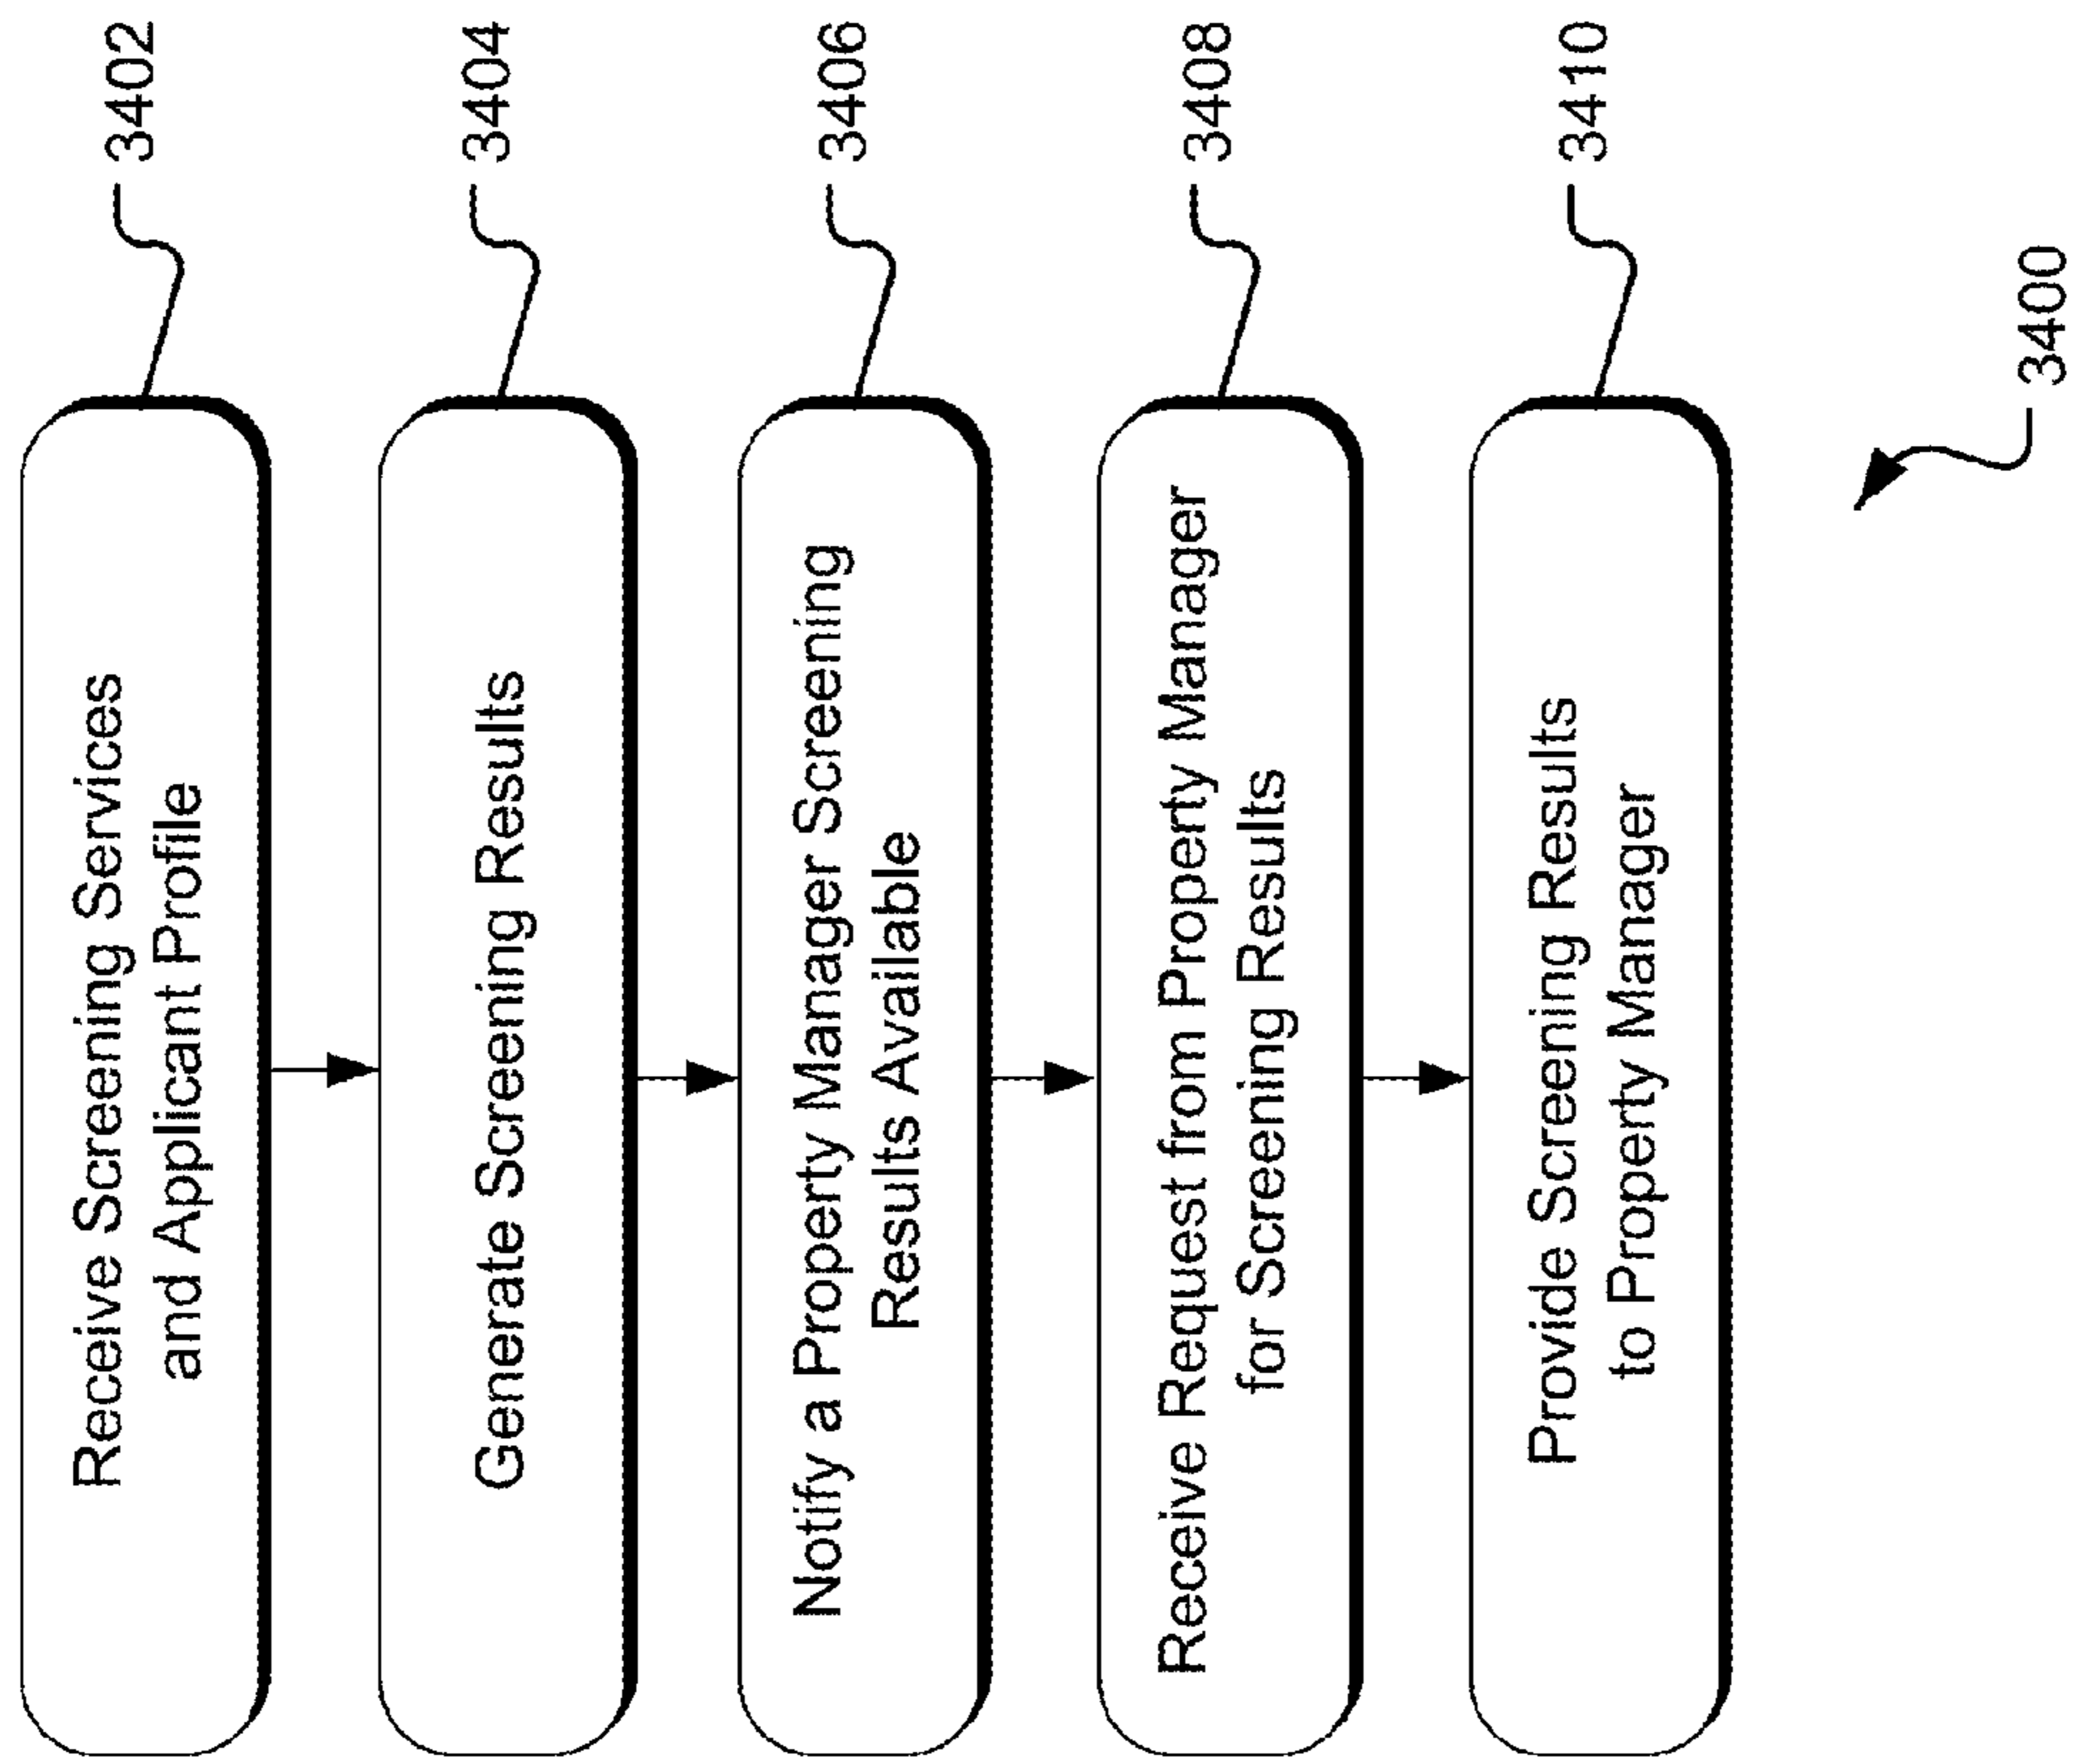 Receive Screening Services
and Applicant Profile
3402
Generate Screening Results
3404
Notify a Property Manager Screening
Results Available
3406
Receive Request from Property Manager
for Screening Results
3408
Provide Screening Results
to Property Manager
3410
3400